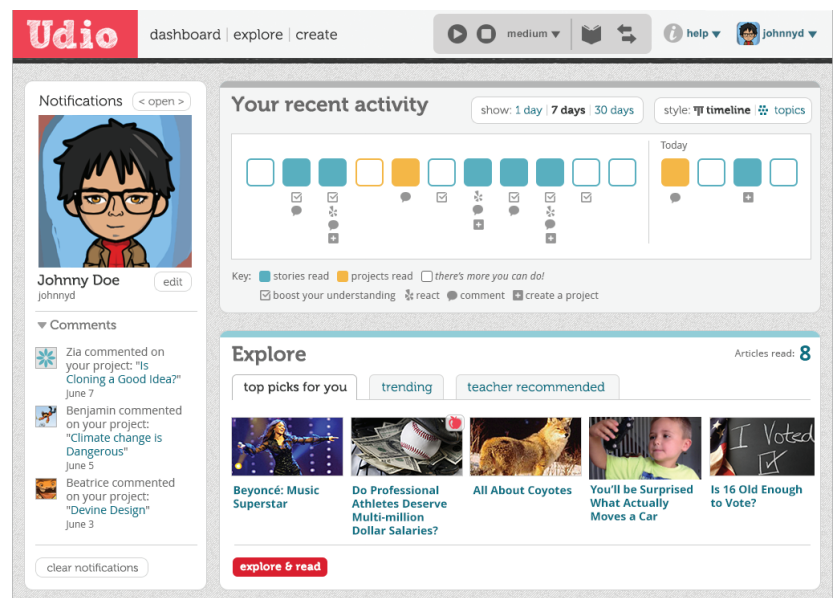 Udio
dashboard | explore | create
medium
help
johnnyd
Notifications
< open >
Johnny Doe
edit
johnnyd
Comments
Zia commented on
your project: "Is
Cloning a Good Idea?"
June 7
Benjamin commented
on your project:
"Climate change is
Dangerous"
June 5
Beatrice commented
on your project:
"Devine Design"
June 3
clear notifications
Your recent activity
show: 1 day | 7 days | 30 days
style: timeline | topics
Today
Key: stories read projects read there's more you can do!
boost your understanding react comment create a project
Explore
Articles read: 8
top picks for you
trending
teacher recommended
Beyoncé: Music
Superstar
Do Professional
Athletes Deserve
Multi-million
Dollar Salaries?
All About Coyotes
You'll be Surprised
What Actually
Moves a Car
I Voted
Is 16 Old Enough
to Vote?
explore & read